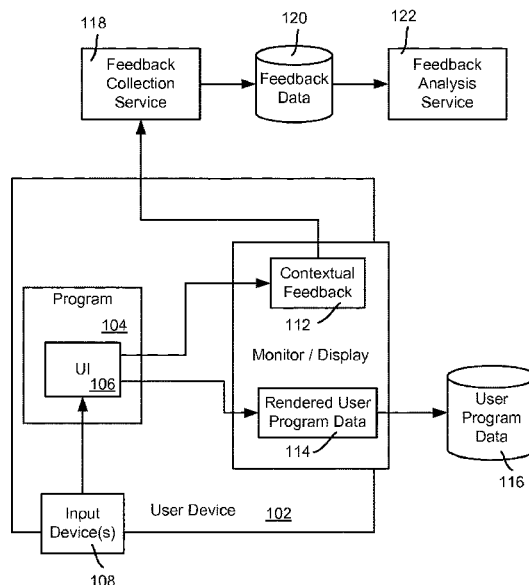 118
120
122
Feedback
Collection
Service
Feedback
Data
Feedback
Analysis
Service
Program
104
UI
106
Contextual
Feedback
112
Monitor / Display
Rendered User
Program Data
114
User
Program
Data
116
Input
Device(s)
108
User Device
102